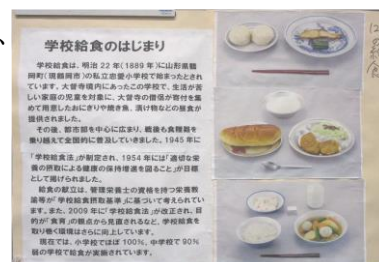 学校給食のはじまり
学校給食は、明治22年(1889年)に山形県鶴
岡町(現鶴岡市)の私立忠愛小学校で始まったとされ
ています。大督寺境内にあったこの学校で、生活が苦
しい家庭の児童を対象に、大督寺の僧侶が寄付を集
めて用意したおにぎりや焼き魚、漬け物などの昼食が
提供されました。
その後、都市部を中心に広まり、戦後も食糧難を
乗り越えて全国的に普及していきました。1945年に
「学校給食法」が制定され、1954年には「適切な栄
養の摂取による健康の保持増進を図ること」が目標
として掲げられました。
給食の献立は、管理栄養士の資格を持つ栄養教
諭等が「学校給食摂取基準」に基づいて考えられてい
ます。また、2009年に「学校給食法」が改正され、目
的が「食育」の観点から見直されるなど、学校給食を
取り巻く環境はさらに向上しています。
現在では、小学校でほぼ100%、中学校で90%
弱の学校で給食が実施されています。